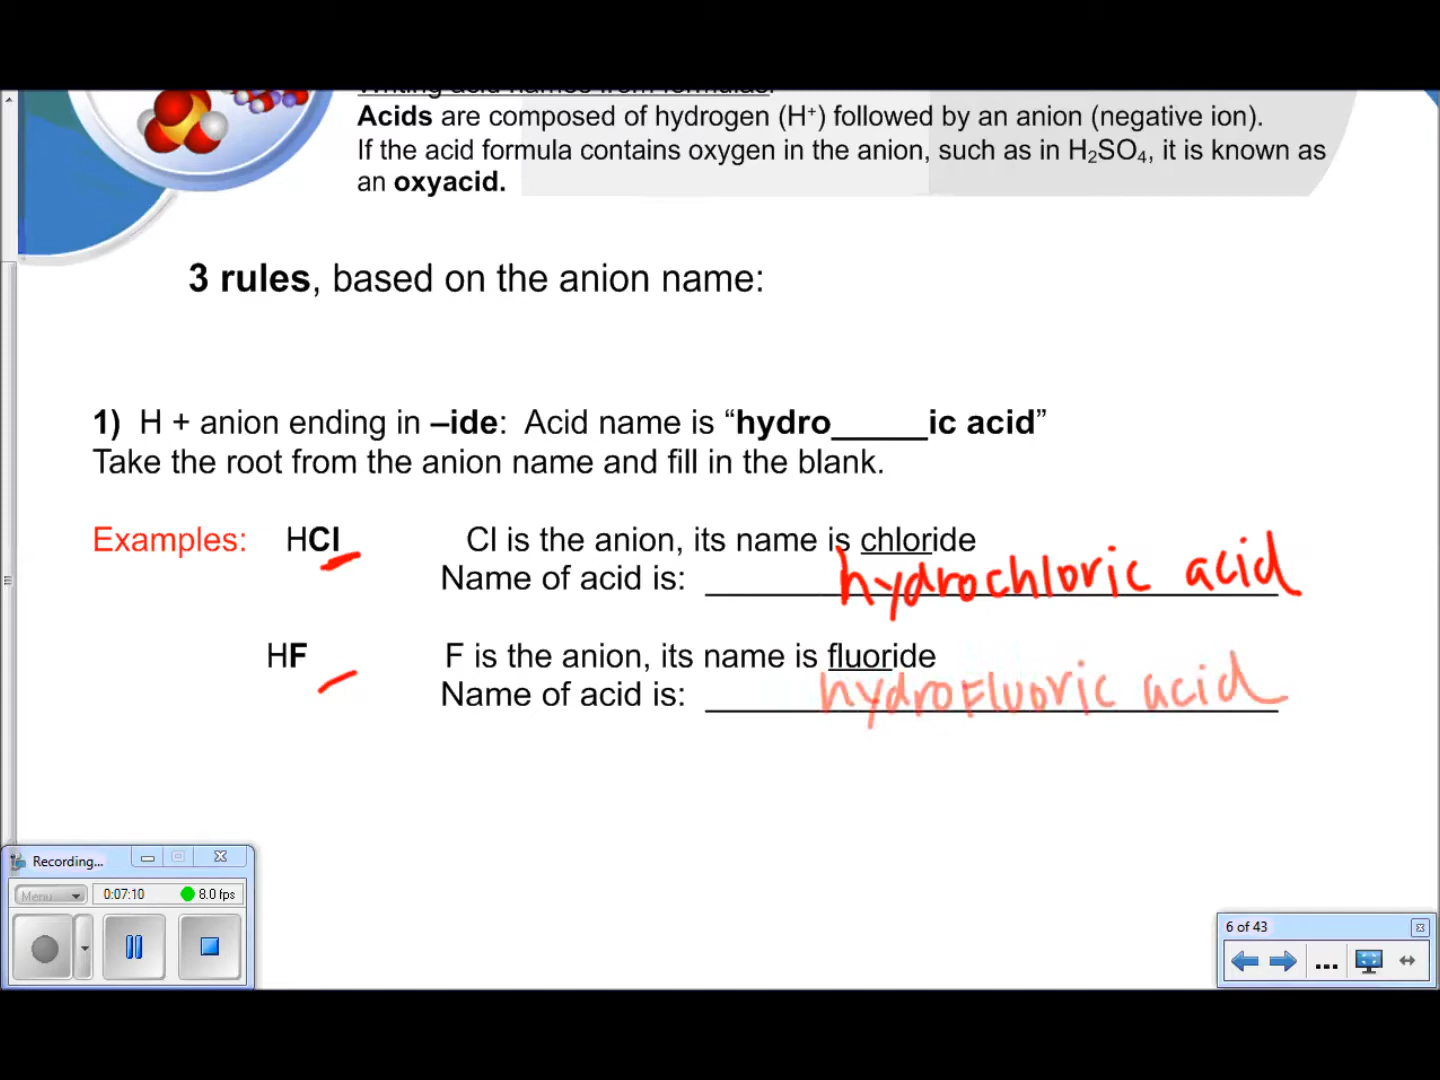 Writing acid names from formulas:
Acids are composed of hydrogen (H⁺) followed by an anion (negative ion).
If the acid formula contains oxygen in the anion, such as in H₂SO₄, it is known as
an oxyacid.
3 rules, based on the anion name:
1) H + anion ending in –ide: Acid name is “hydro_____ic acid”
Take the root from the anion name and fill in the blank.
Examples: HCl Cl is the anion, its name is chloride
Name of acid is: hydrochloric acid
HF F is the anion, its name is fluoride
Name of acid is: hydrofluoric acid
Recording...
Menu 0:07:10 8.0 fps
6 of 43